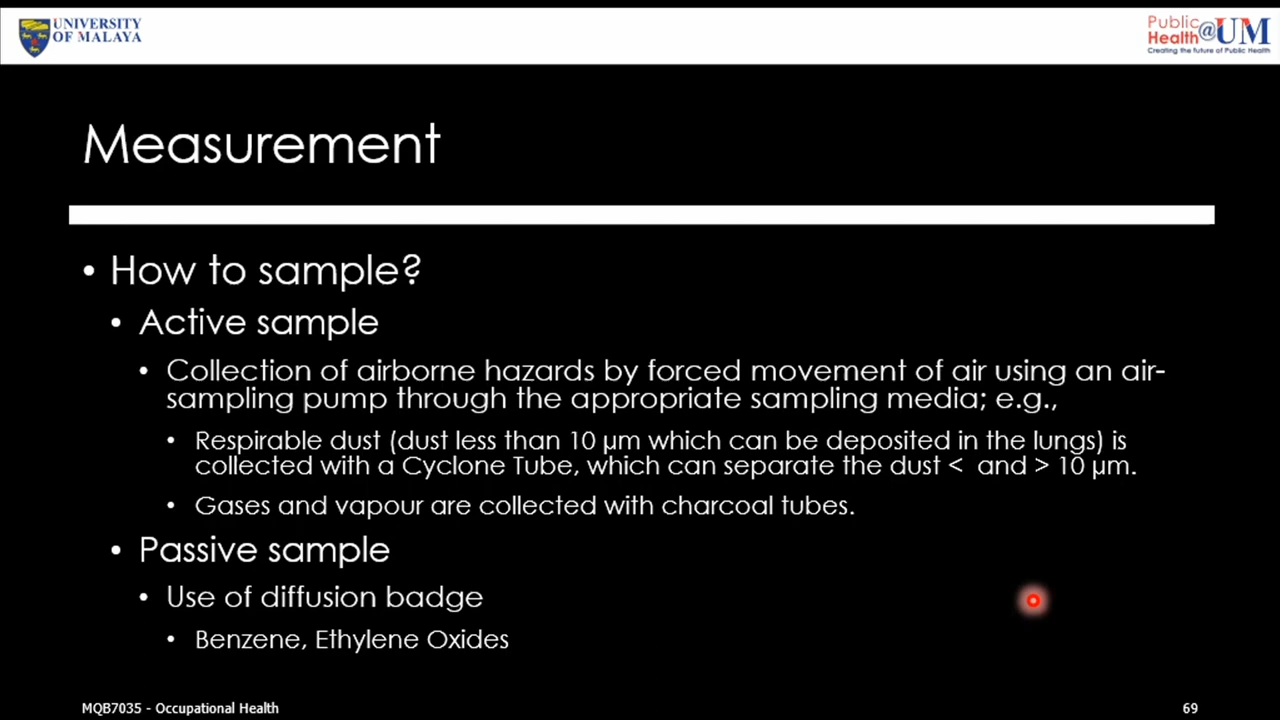 UNIVERSITY
OF MALAYA
Public
Health@UM
Creating the future of Public Health
Measurement
• How to sample?
• Active sample
• Collection of airborne hazards by forced movement of air using an air-
sampling pump through the appropriate sampling media; e.g.,
• Respirable dust (dust less than 10 µm which can be deposited in the lungs) is
collected with a Cyclone Tube, which can separate the dust < and > 10 µm.
• Gases and vapour are collected with charcoal tubes.
• Passive sample
• Use of diffusion badge
• Benzene, Ethylene Oxides
MQB7035 - Occupational Health
69